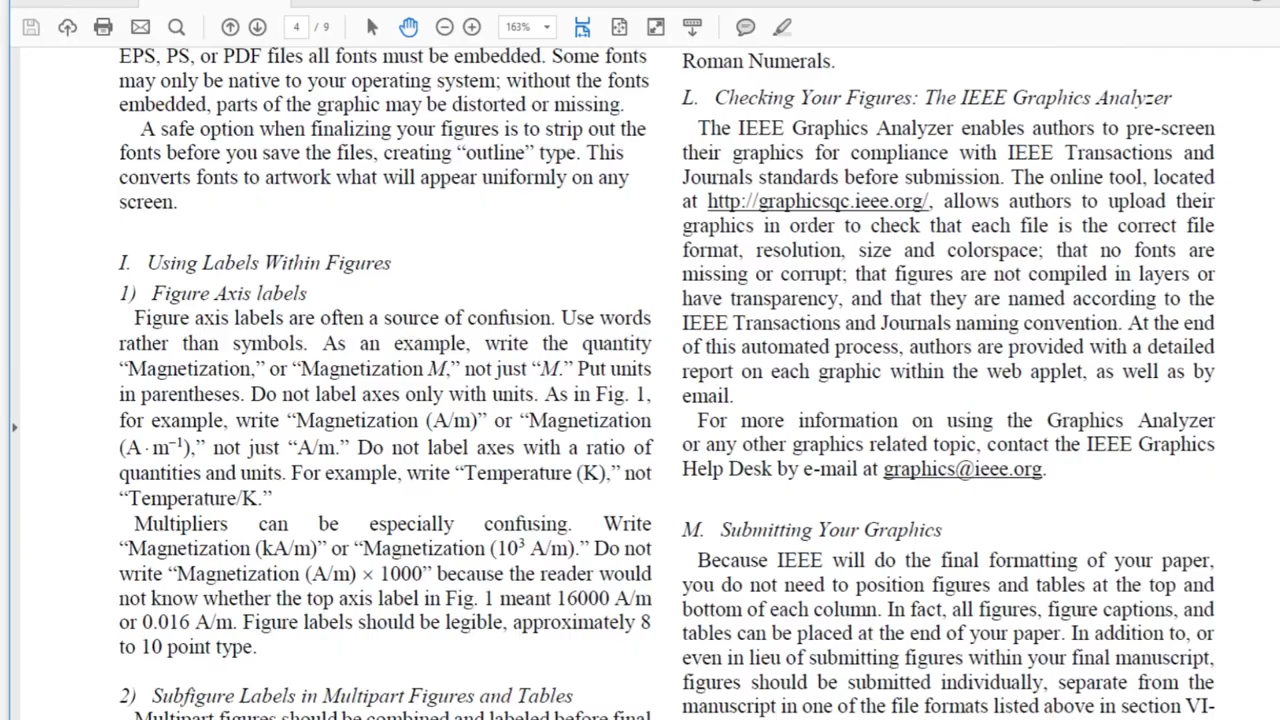 4 / 9
163%
EPS, PS, or PDF files all fonts must be embedded. Some fonts
may only be native to your operating system; without the fonts
embedded, parts of the graphic may be distorted or missing.
A safe option when finalizing your figures is to strip out the
fonts before you save the files, creating “outline” type. This
converts fonts to artwork what will appear uniformly on any
screen.
I. Using Labels Within Figures
1) Figure Axis labels
Figure axis labels are often a source of confusion. Use words
rather than symbols. As an example, write the quantity
“Magnetization,” or “Magnetization M,” not just “M.” Put units
in parentheses. Do not label axes only with units. As in Fig. 1,
for example, write “Magnetization (A/m)” or “Magnetization
(A · m⁻¹),” not just “A/m.” Do not label axes with a ratio of
quantities and units. For example, write “Temperature (K),” not
“Temperature/K.”
Multipliers can be especially confusing. Write
“Magnetization (kA/m)” or “Magnetization (10³ A/m).” Do not
write “Magnetization (A/m) × 1000” because the reader would
not know whether the top axis label in Fig. 1 meant 16000 A/m
or 0.016 A/m. Figure labels should be legible, approximately 8
to 10 point type.
2) Subfigure Labels in Multipart Figures and Tables
Multipart figures should be combined and labeled before final
Roman Numerals.
L. Checking Your Figures: The IEEE Graphics Analyzer
The IEEE Graphics Analyzer enables authors to pre-screen
their graphics for compliance with IEEE Transactions and
Journals standards before submission. The online tool, located
at http://graphicsqc.ieee.org/, allows authors to upload their
graphics in order to check that each file is the correct file
format, resolution, size and colorspace; that no fonts are
missing or corrupt; that figures are not compiled in layers or
have transparency, and that they are named according to the
IEEE Transactions and Journals naming convention. At the end
of this automated process, authors are provided with a detailed
report on each graphic within the web applet, as well as by
email.
For more information on using the Graphics Analyzer
or any other graphics related topic, contact the IEEE Graphics
Help Desk by e-mail at graphics@ieee.org.
M. Submitting Your Graphics
Because IEEE will do the final formatting of your paper,
you do not need to position figures and tables at the top and
bottom of each column. In fact, all figures, figure captions, and
tables can be placed at the end of your paper. In addition to, or
even in lieu of submitting figures within your final manuscript,
figures should be submitted individually, separate from the
manuscript in one of the file formats listed above in section VI-